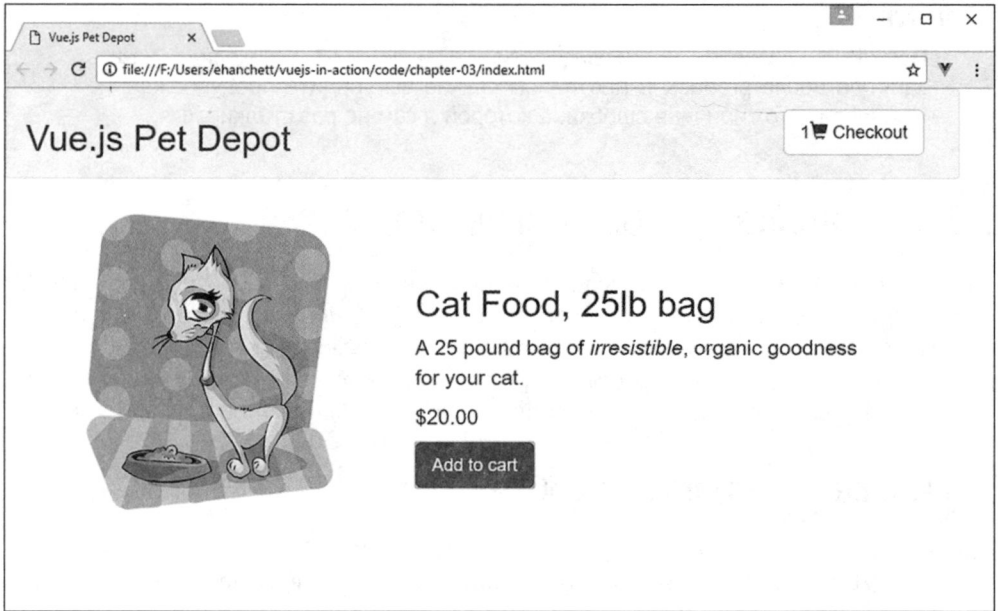 Vue.js Pet Depot
file:///F:/Users/ehanchett/vuejs-in-action/code/chapter-03/index.html
Vue.js Pet Depot
1 Checkout
Cat Food, 25lb bag
A 25 pound bag of irresistible, organic goodness
for your cat.
$20.00
Add to cart